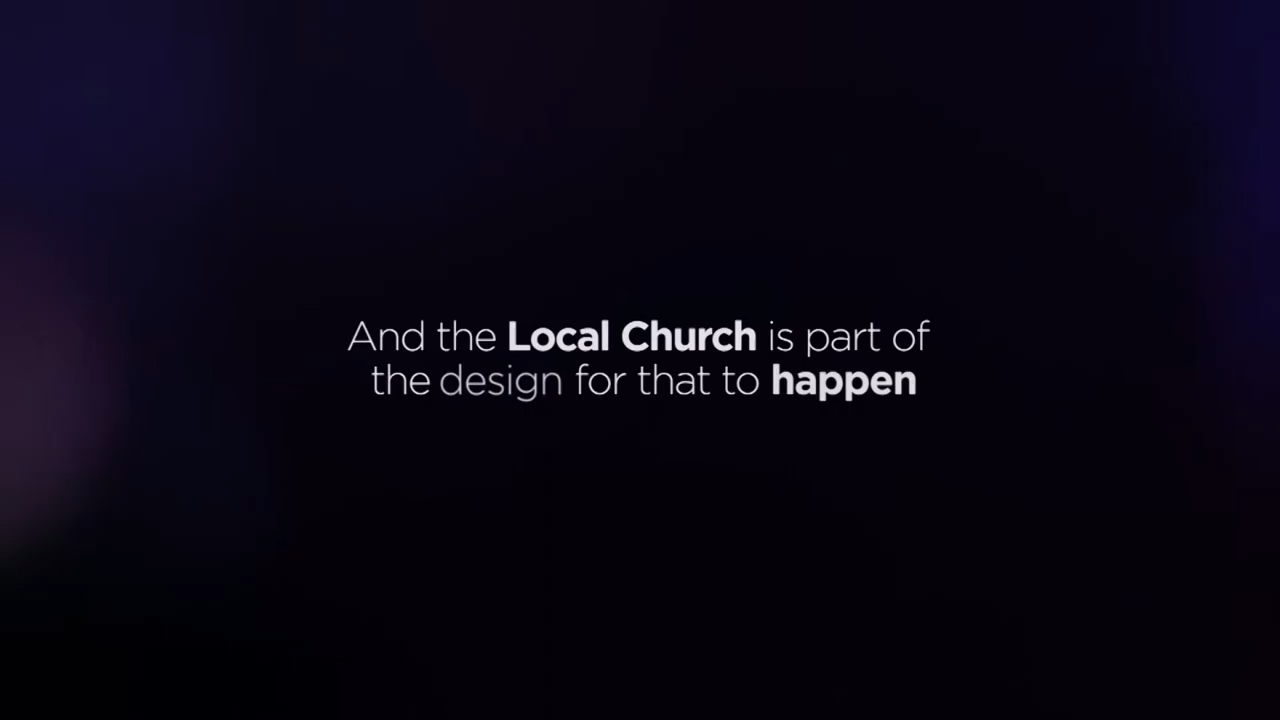 And the Local Church is part of
the design for that to happen